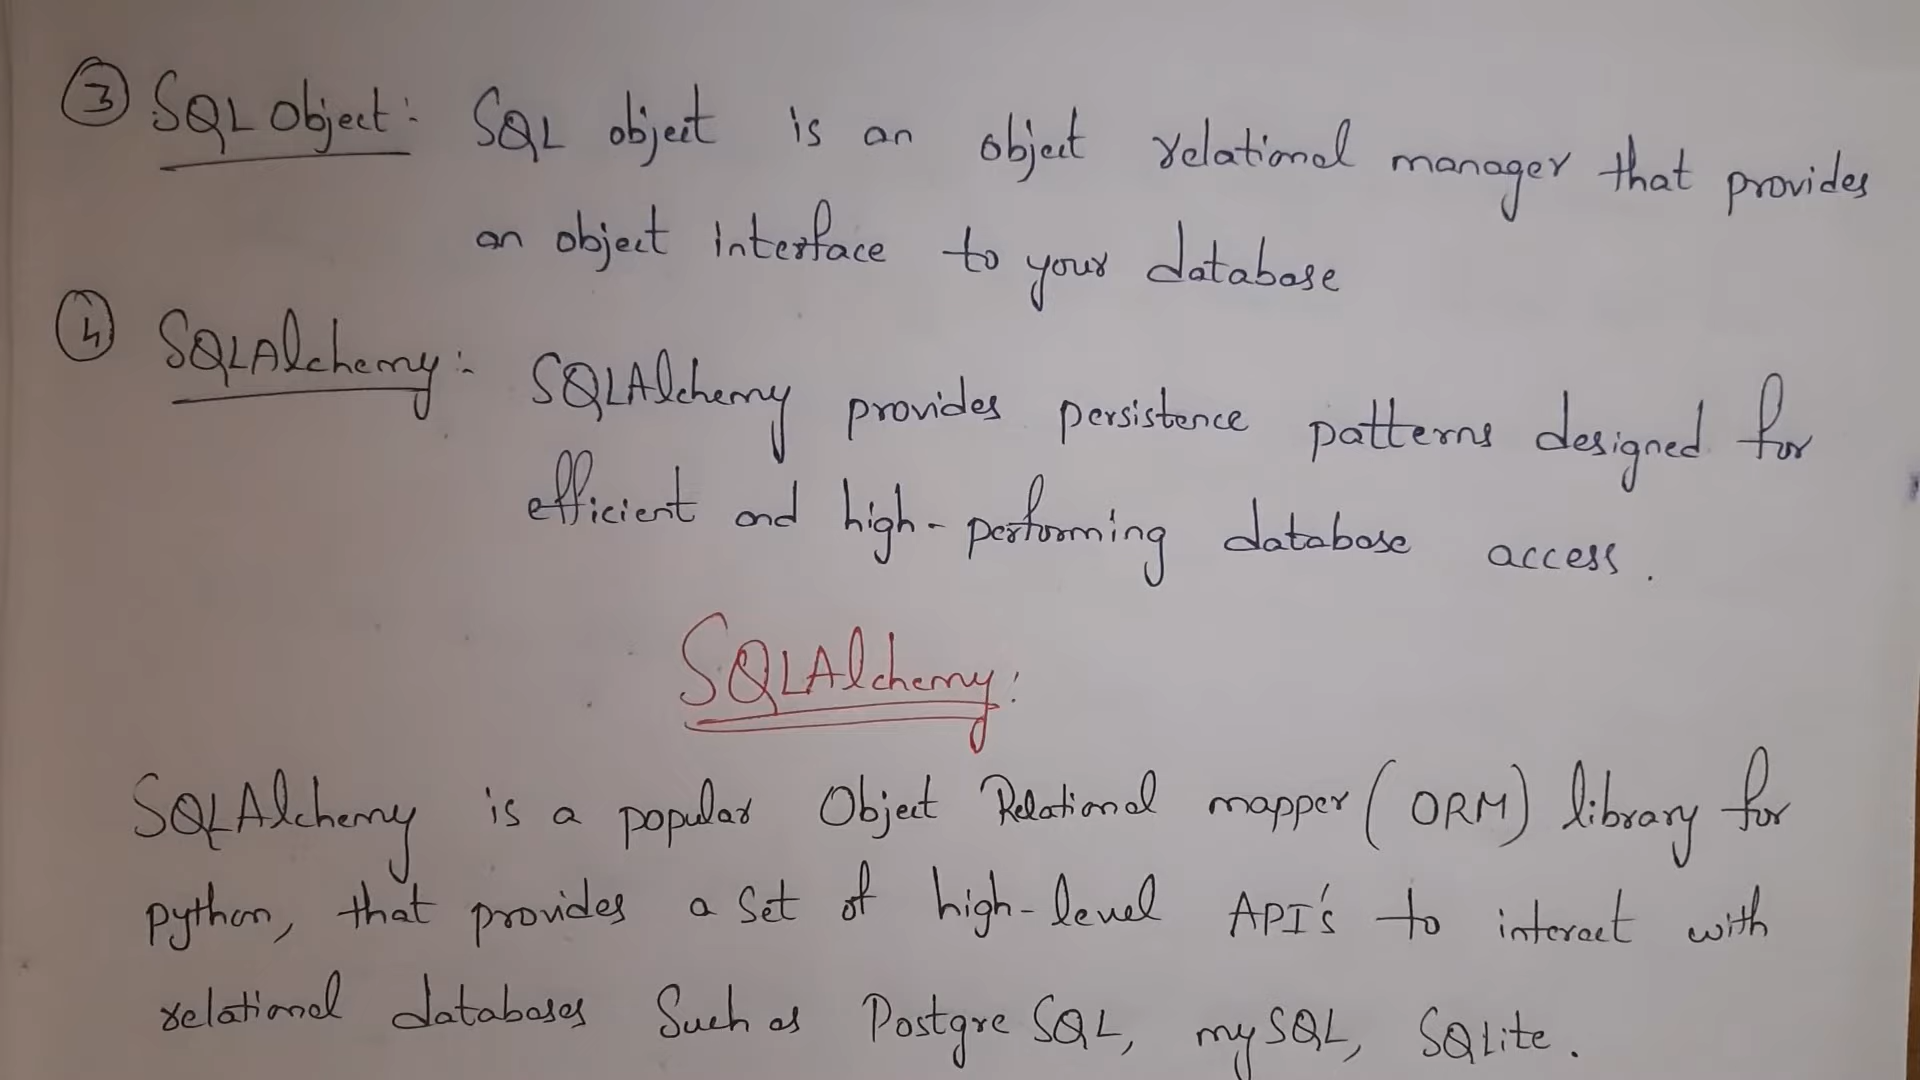 ③ SQLObject:- SQL object is an object relational manager that provides
an object interface to your database
④ SQLAlchemy:- SQLAlchemy provides persistence patterns designed for
efficient and high-performing database access.
SQLAlchemy:
SQLAlchemy is a popular Object Relational mapper (ORM) library for
python, that provides a set of high-level API's to interact with
relational databases Such as Postgre SQL, mySQL, SQLite.